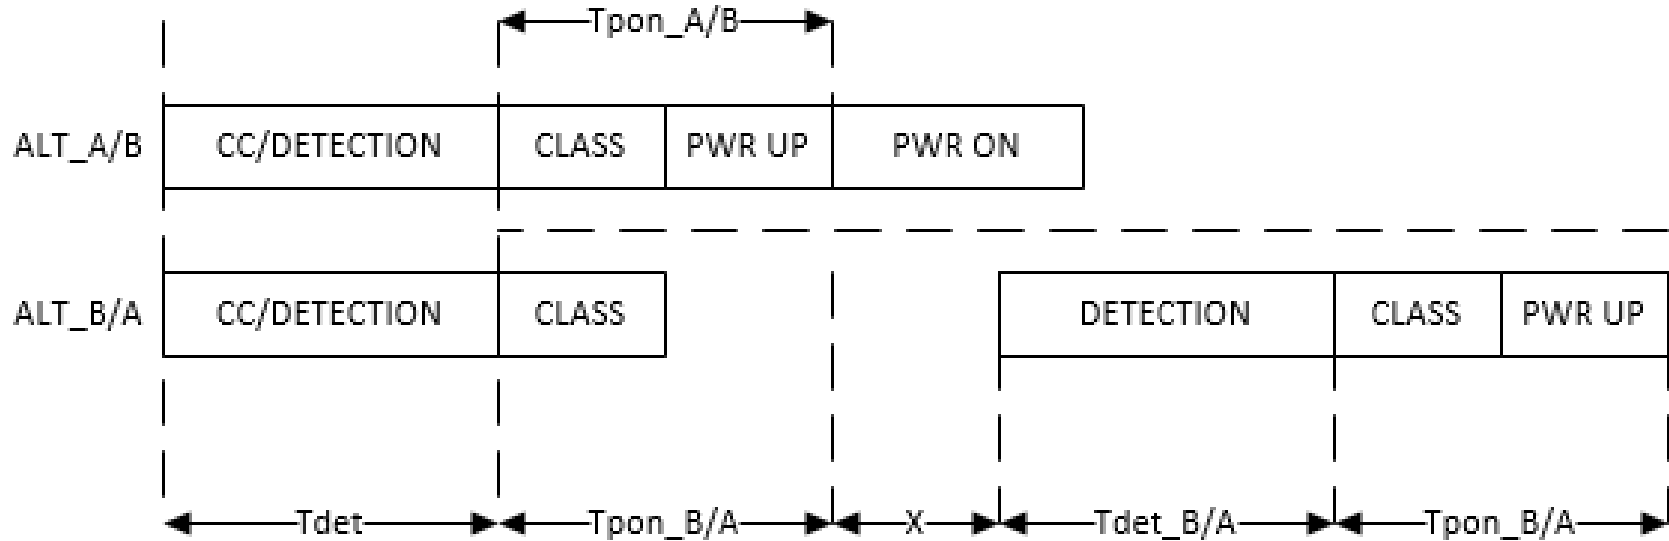 Tpon_A/B
ALT_A/B CC/DETECTION CLASS PWR UP PWR ON
ALT_B/A CC/DETECTION CLASS DETECTION CLASS PWR UP
Tdet Tpon_B/A X Tdet_B/A Tpon_B/A